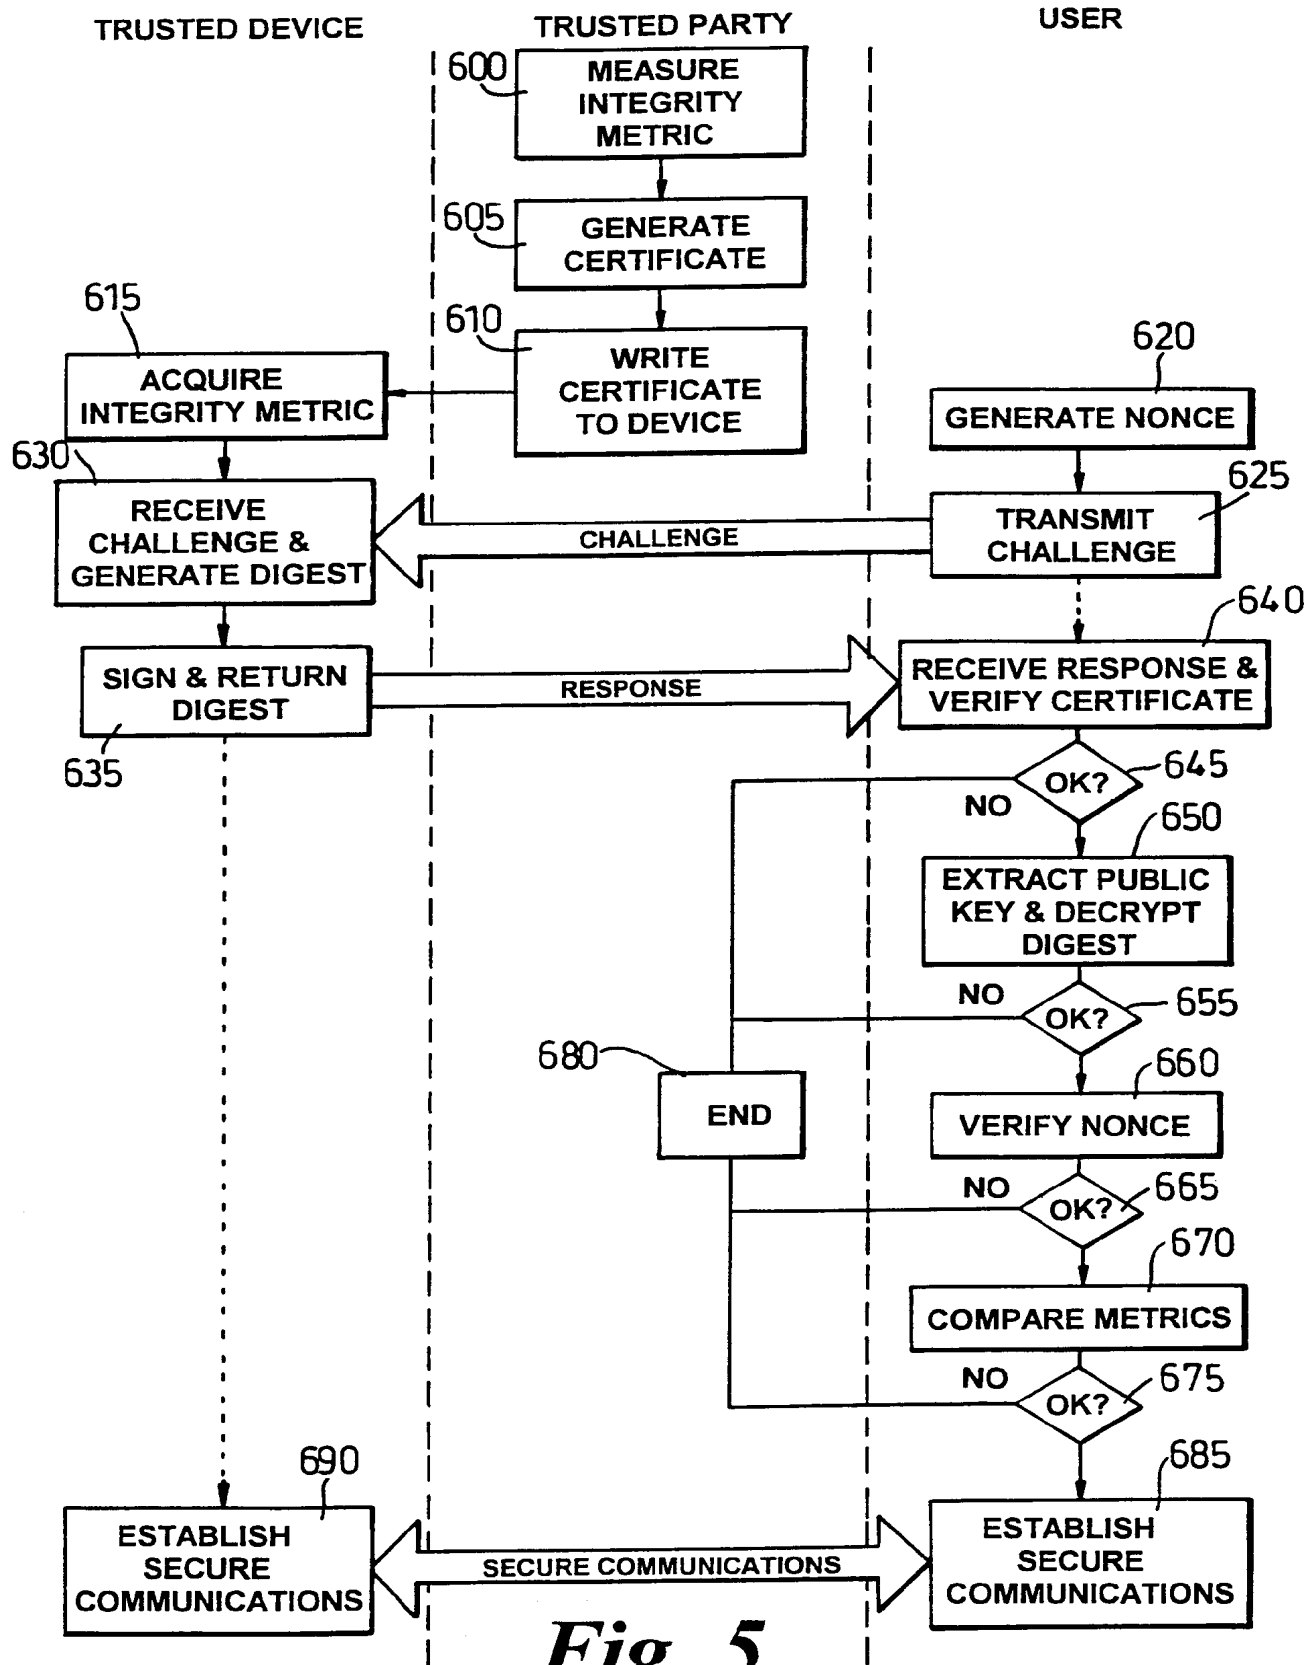 TRUSTED DEVICE
TRUSTED PARTY
USER
600
MEASURE
INTEGRITY
METRIC
605
GENERATE
CERTIFICATE
610
WRITE
CERTIFICATE
TO DEVICE
615
ACQUIRE
INTEGRITY METRIC
620
GENERATE NONCE
625
TRANSMIT
CHALLENGE
CHALLENGE
630
RECEIVE
CHALLENGE &
GENERATE DIGEST
635
SIGN & RETURN
DIGEST
RESPONSE
640
RECEIVE RESPONSE &
VERIFY CERTIFICATE
645
OK?
NO
650
EXTRACT PUBLIC
KEY & DECRYPT
DIGEST
655
OK?
NO
680
END
660
VERIFY NONCE
665
OK?
NO
670
COMPARE METRICS
675
OK?
NO
690
ESTABLISH
SECURE
COMMUNICATIONS
SECURE COMMUNICATIONS
685
ESTABLISH
SECURE
COMMUNICATIONS
Fig. 5